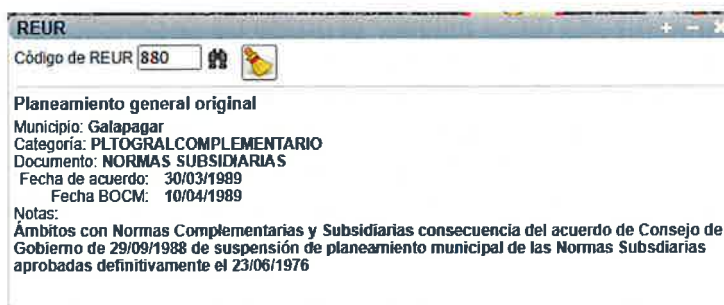 REUR
Código de REUR 880
Planeamiento general original
Municipio: Galapagar
Categoría: PLTOGRALCOMPLEMENTARIO
Documento: NORMAS SUBSIDIARIAS
Fecha de acuerdo: 30/03/1989
Fecha BOCM: 10/04/1989
Notas:
Ámbitos con Normas Complementarias y Subsidiarias consecuencia del acuerdo de Consejo de
Gobierno de 29/09/1988 de suspensión de planeamiento municipal de las Normas Subsdiarias
aprobadas definitivamente el 23/06/1976